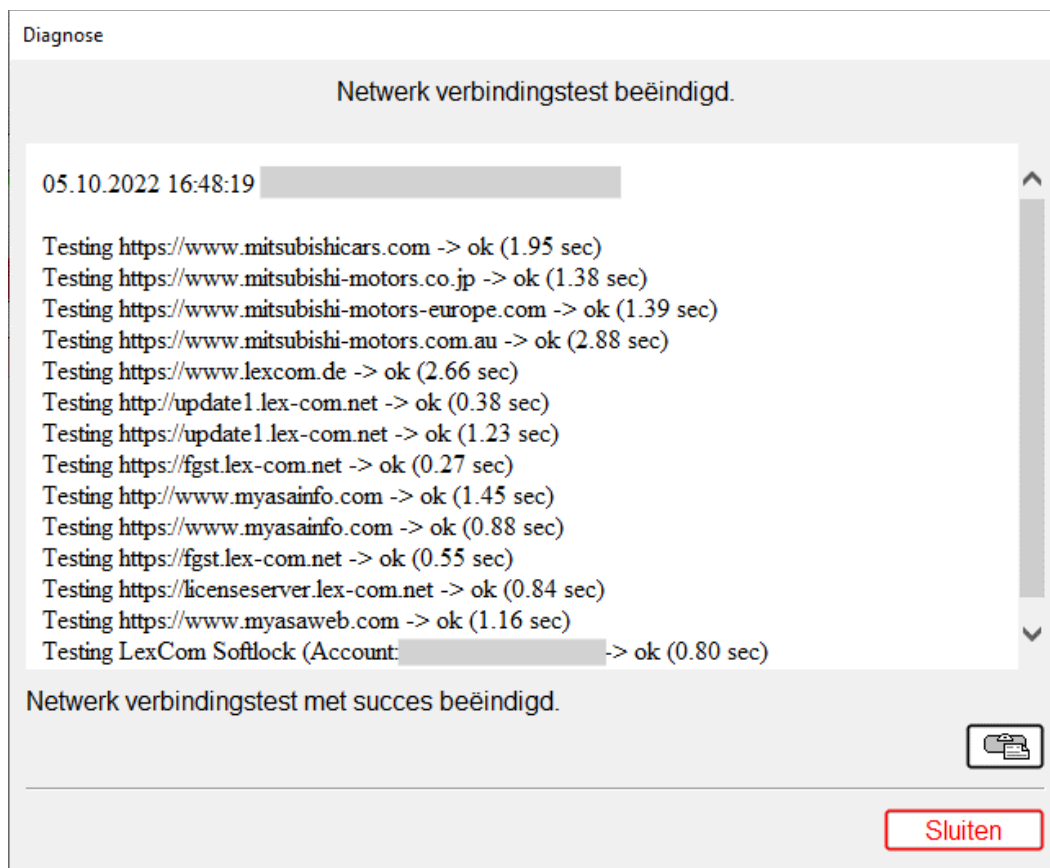 Diagnose
Netwerk verbindingstest beëindigd.
05.10.2022 16:48:19
Testing https://www.mitsubishicars.com -> ok (1.95 sec)
Testing https://www.mitsubishi-motors.co.jp -> ok (1.38 sec)
Testing https://www.mitsubishi-motors-europe.com -> ok (1.39 sec)
Testing https://www.mitsubishi-motors.com.au -> ok (2.88 sec)
Testing https://www.lexcom.de -> ok (2.66 sec)
Testing http://update1.lex-com.net -> ok (0.38 sec)
Testing https://update1.lex-com.net -> ok (1.23 sec)
Testing https://fgst.lex-com.net -> ok (0.27 sec)
Testing http://www.myasainfo.com -> ok (1.45 sec)
Testing https://www.myasainfo.com -> ok (0.88 sec)
Testing https://fgst.lex-com.net -> ok (0.55 sec)
Testing https://licenseserver.lex-com.net -> ok (0.84 sec)
Testing https://www.myasaweb.com -> ok (1.16 sec)
Testing LexCom Softlock (Account: -> ok (0.80 sec)
Netwerk verbindingstest met succes beëindigd.
Sluiten